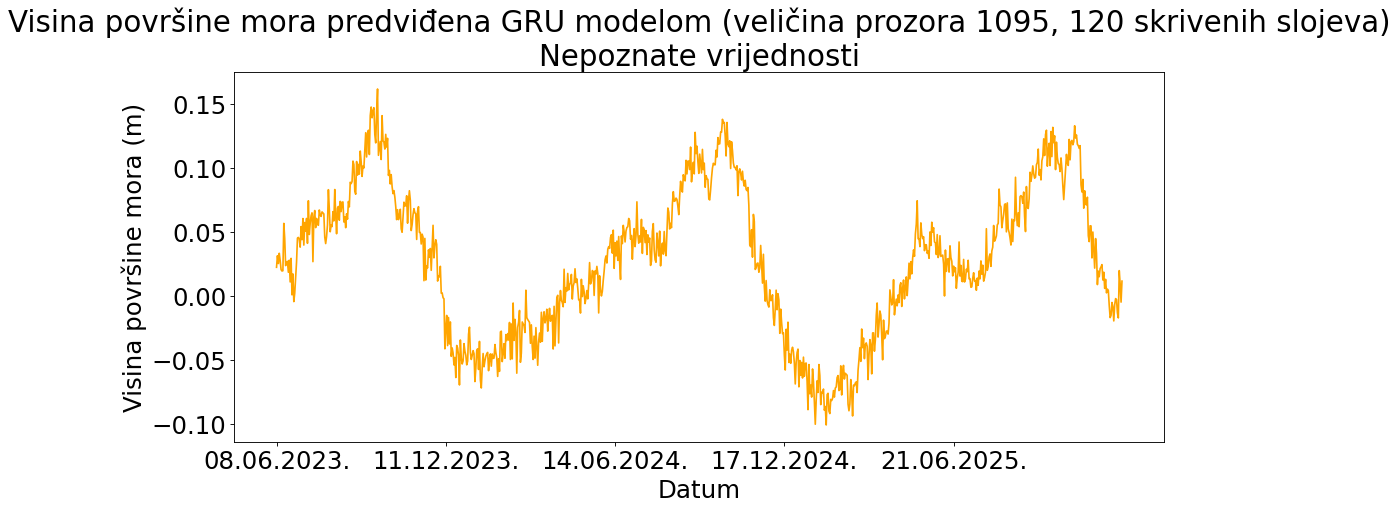 Visina površine mora predviđena GRU modelom (veličina prozora 1095, 120 skrivenih slojeva)
Nepoznate vrijednosti
Visina površine mora (m)
0.15
0.10
0.05
0.00
−0.05
−0.10
08.06.2023. 11.12.2023. 14.06.2024. 17.12.2024. 21.06.2025.
Datum